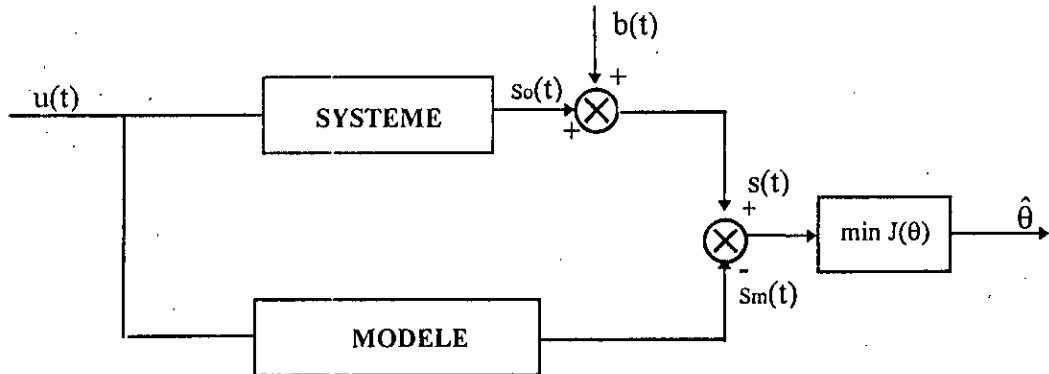 b(t)
+
u(t)
SYSTEME
so(t)
+
s(t)
+
min J(θ)
θ̂
-
sm(t)
MODELE